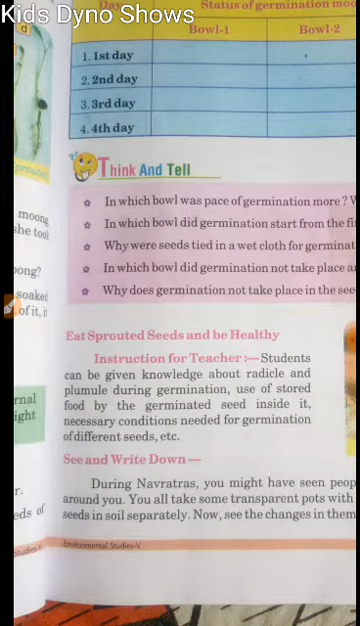 Kids Dyno Shows
Day Status of germination moo
Bowl-1 Bowl-2
1. 1st day
2. 2nd day
3. 3rd day
4. 4th day
Think And Tell
In which bowl was pace of germination more ?
In which bowl did germination start from the fi
Why were seeds tied in a wet cloth for germinat
In which bowl did germination not take place a
Why does germination not take place in the see
Eat Sprouted Seeds and be Healthy
Instruction for Teacher :—Students
can be given knowledge about radicle and
plumule during germination, use of stored
food by the germinated seed inside it,
necessary conditions needed for germination
of different seeds, etc.
See and Write Down —
During Navratras, you might have seen peop
around you. You all take some transparent pots with
seeds in soil separately. Now, see the changes in them
Environmental Studies-V
d
prouted
moong
she took
ong?
soaked
of it, i
rnal
ight
r.
eds of
Studies-V